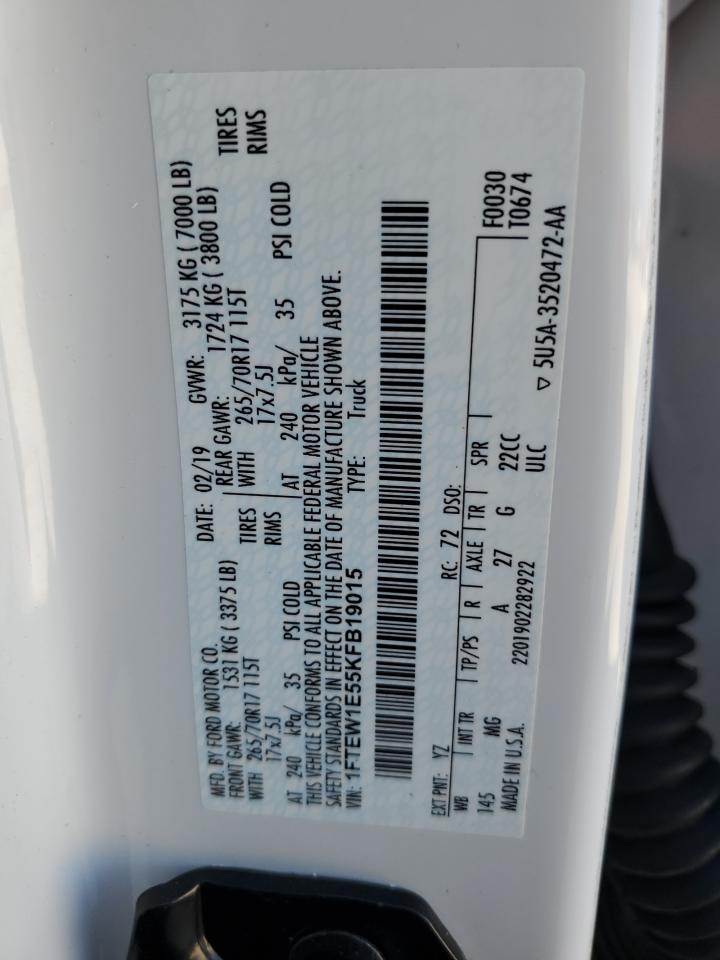 MFD. BY FORD MOTOR CO.
DATE: 02/19 GVWR: 3175 KG ( 7000 LB)
FRONT GAWR: 1531 KG ( 3375 LB) REAR GAWR: 1724 KG ( 3800 LB)
WITH 265/70R17 115T TIRES WITH 265/70R17 115T TIRES
17x7.5J RIMS 17x7.5J RIMS
AT 240 kPa/ 35 PSI COLD AT 240 kPa/ 35 PSI COLD
THIS VEHICLE CONFORMS TO ALL APPLICABLE FEDERAL MOTOR VEHICLE
SAFETY STANDARDS IN EFFECT ON THE DATE OF MANUFACTURE SHOWN ABOVE.
VIN: 1FTEW1E55KFB19015 TYPE: Truck
EXT PNT: YZ RC: 72 DSO: F0030
WB INT TR TP/PS R AXLE TR SPR T0674
145 MG A 27 G 22CC
MADE IN U.S.A. 2201902282922 ULC
▽ 5U5A-3520472-AA